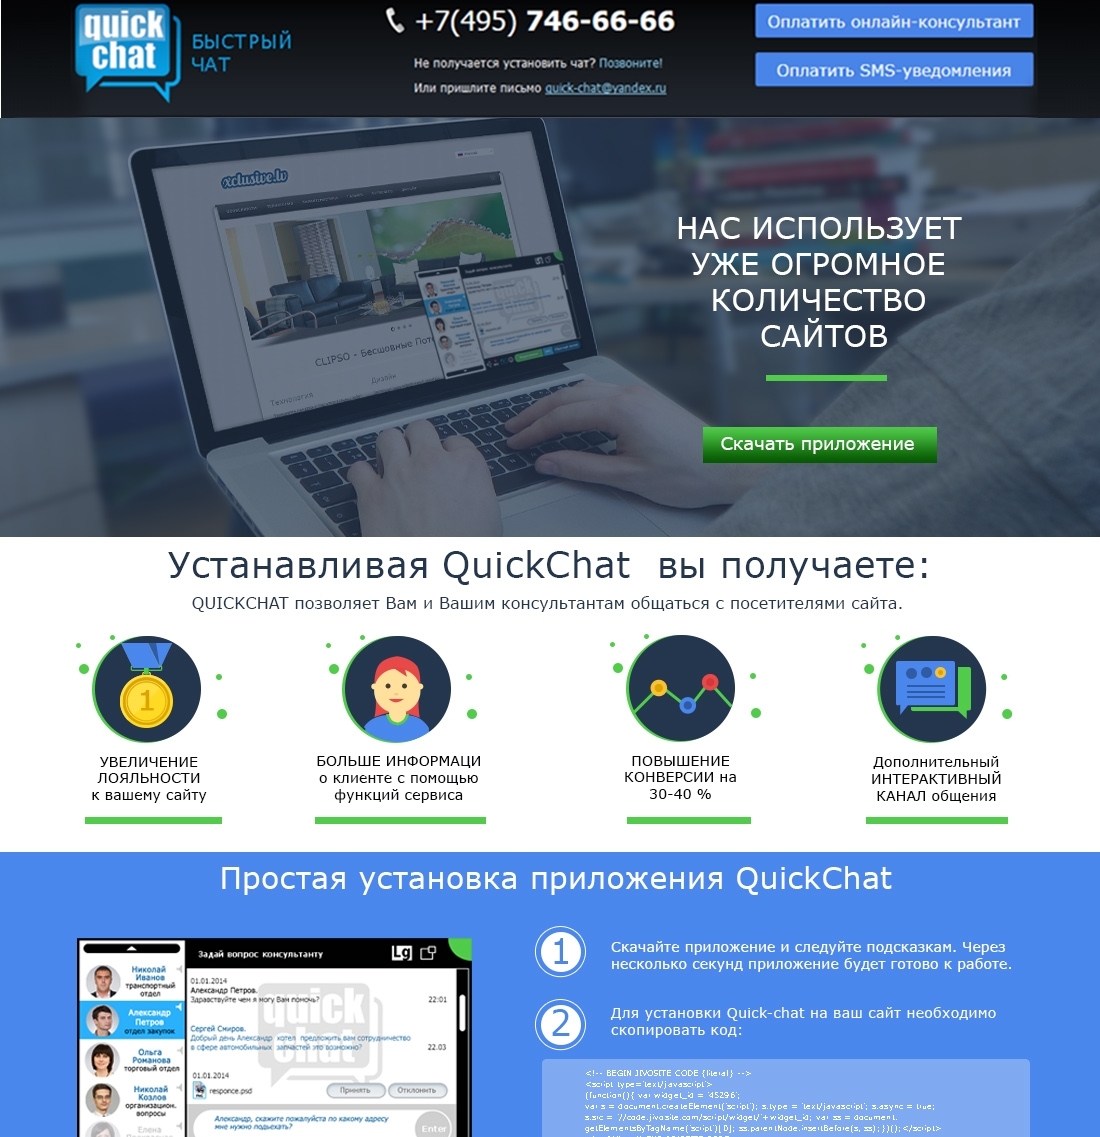 quick
chat
БЫСТРЫЙ
ЧАТ
+7(495) 746-66-66
Не получается установить чат? Позвоните!
Или пришлите письмо quick-chat@yandex.ru
Оплатить онлайн-консультант
Оплатить SMS-уведомления
xclusive.lv
CLIPSO - Бесшовные Пото
Дизайн
Технология
НАС ИСПОЛЬЗУЕТ
УЖЕ ОГРОМНОЕ
КОЛИЧЕСТВО
САЙТОВ
Скачать приложение
Устанавливая QuickChat вы получаете:
QUICKCHAT позволяет Вам и Вашим консультантам общаться с посетителями сайта.
1
УВЕЛИЧЕНИЕ
ЛОЯЛЬНОСТИ
к вашему сайту
БОЛЬШЕ ИНФОРМАЦИ
о клиенте с помощью
функций сервиса
ПОВЫШЕНИЕ
КОНВЕРСИИ на
30-40 %
Дополнительный
ИНТЕРАКТИВНЫЙ
КАНАЛ общения
Простая установка приложения QuickChat
Николай
Иванов
транспортный
отдел
Александр
Петров
отдел закупок
Ольга
Романова
торговый отдел
Николай
Козлов
организацион.
вопросы
Елена
Задай вопрос консультанту
Lg
01.01.2014
Александр Петров.
Здравствуйте чем я могу Вам помочь?
22:01
quick
chat
Сергей Смиров.
Добрый день Александр хотел предложить вам сотрудничество
в сфере автомобильных запчастей это возможно?
22.03
01.01.2014
responce.psd
Принять
Отклонить
Александр, скажите пожалуйста по какому адресу
мне нужно подъехать?
Enter
1
Скачайте приложение и следуйте подсказкам. Через
несколько секунд приложение будет готово к работе.
2
Для установки Quick-chat на ваш сайт необходимо
скопировать код:
<!-- BEGIN JIVOSITE CODE {literal} -->
<script type='text/javascript'>
(function(){ var widget_id = '45296';
var s = document.createElement('script'); s.type = 'text/javascript'; s.async = true;
s.src = '//code.jivosite.com/script/widget/'+widget_id; var ss = document.
getElementsByTagName('script')[0]; ss.parentNode.insertBefore(s, ss);})();</script>